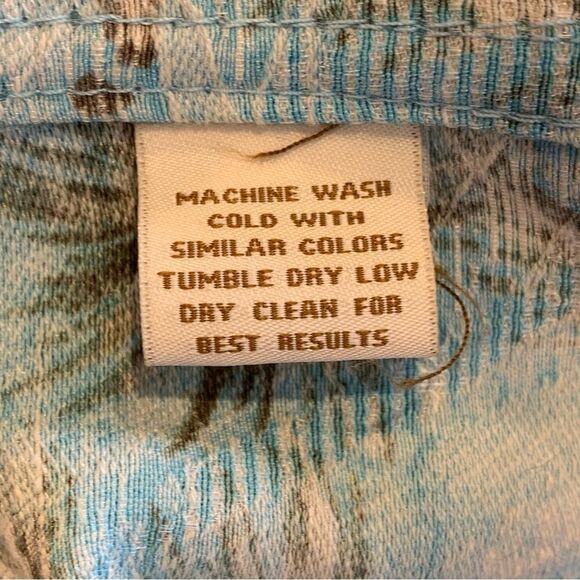 MACHINE WASH
COLD WITH
SIMILAR COLORS
TUMBLE DRY LOW
DRY CLEAN FOR
BEST RESULTS